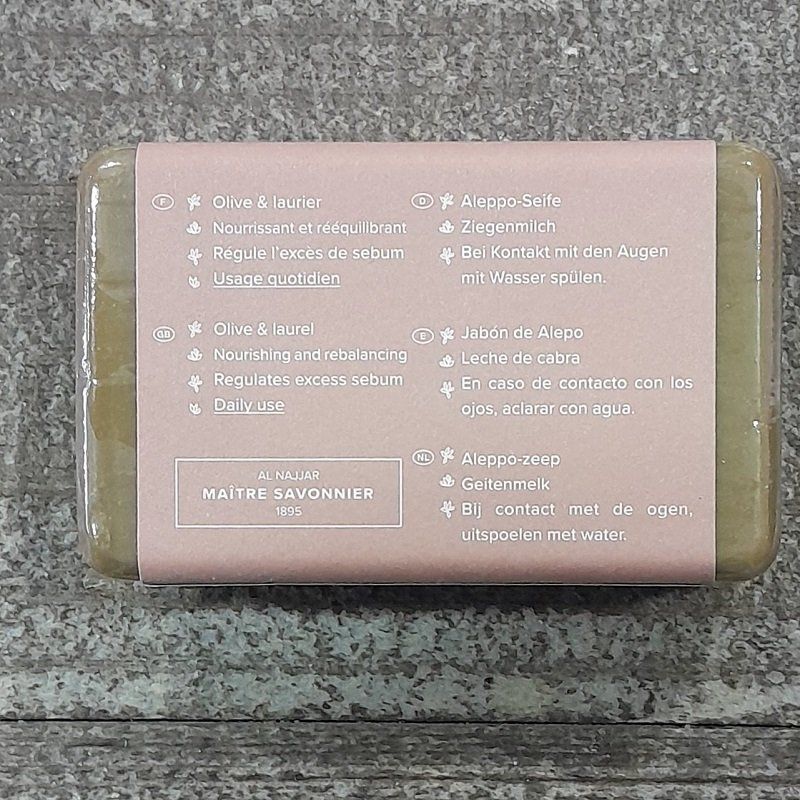 F
Olive & laurier
Nourrissant et rééquilibrant
Régule l'excès de sebum
Usage quotidien
GB
Olive & laurel
Nourishing and rebalancing
Regulates excess sebum
Daily use
AL NAJJAR
MAÎTRE SAVONNIER
1895
D
Aleppo-Seife
Ziegenmilch
Bei Kontakt mit den Augen
mit Wasser spülen.
E
Jabón de Alepo
Leche de cabra
En caso de contacto con los
ojos, aclarar con agua.
NL
Aleppo-zeep
Geitenmelk
Bij contact met de ogen,
uitspoelen met water.